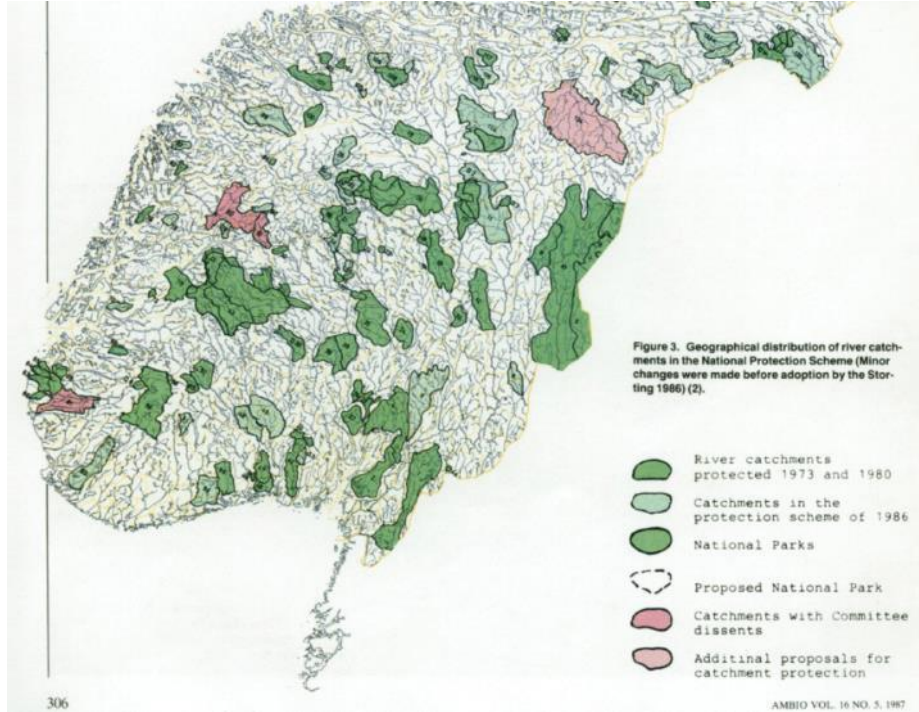 Figure 3. Geographical distribution of river catch-
ments in the National Protection Scheme (Minor
changes were made before adoption by the Stor-
ting 1986) (2).
River catchments
protected 1973 and 1980
Catchments in the
protection scheme of 1986
National Parks
Proposed National Park
Catchments with Committee
dissents
Additinal proposals for
catchment protection
306
AMBIO VOL. 16 NO. 5, 1987